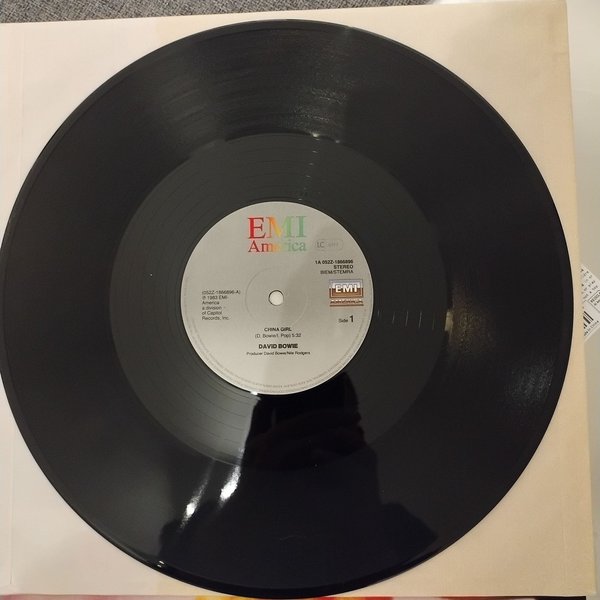 EMI
America
LC
1A 052Z-1866896
STEREO
BIEM/STEMRA
(052Z-1866896-A)
℗ 1983 EMI-
America
a division
of Capitol
Records, Inc.
EMI
Side 1
CHINA GIRL
(D. Bowie/I. Pop) 5:32
DAVID BOWIE
Producer David Bowie/Nile Rodgers